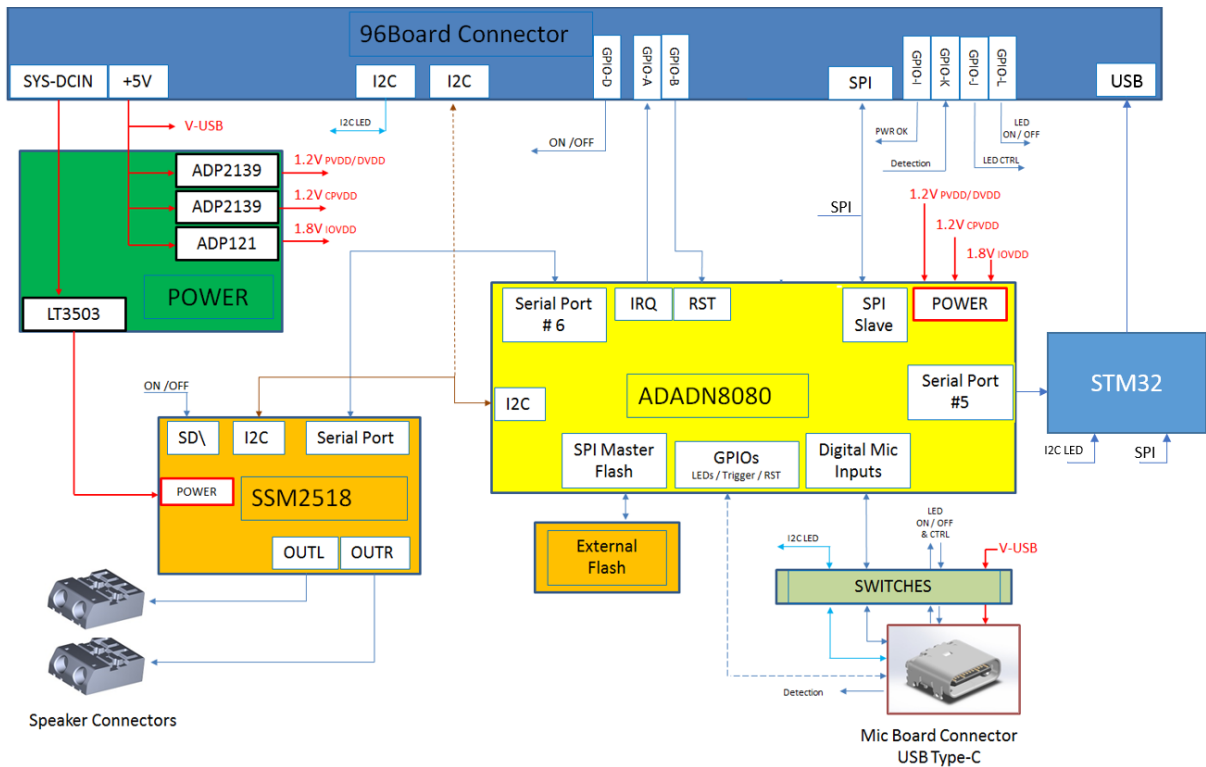 96Board Connector
SYS-DCIN
+5V
I2C
I2C
GPIO-D
GPIO-A
GPIO-B
SPI
GPIO-I
GPIO-K
GPIO-J
GPIO-L
USB
V-USB
I2C LED
ON /OFF
PWR OK
Detection
LED CTRL
LED
ON / OFF
ADP2139
1.2V PVDD/DVDD
ADP2139
1.2V CPVDD
ADP121
1.8V IOVDD
POWER
LT3503
SPI
1.2V PVDD/DVDD
1.2V CPVDD
1.8V IOVDD
Serial Port
# 6
IRQ
RST
SPI
Slave
POWER
ADADN8080
I2C
Serial Port
#5
SPI Master
Flash
GPIOs
LEDs / Trigger / RST
Digital Mic
Inputs
STM32
I2C LED
SPI
ON /OFF
SD\
I2C
Serial Port
POWER
SSM2518
OUTL
OUTR
External
Flash
I2C LED
LED
ON / OFF
& CTRL
V-USB
SWITCHES
Detection
Speaker Connectors
Mic Board Connector
USB Type-C